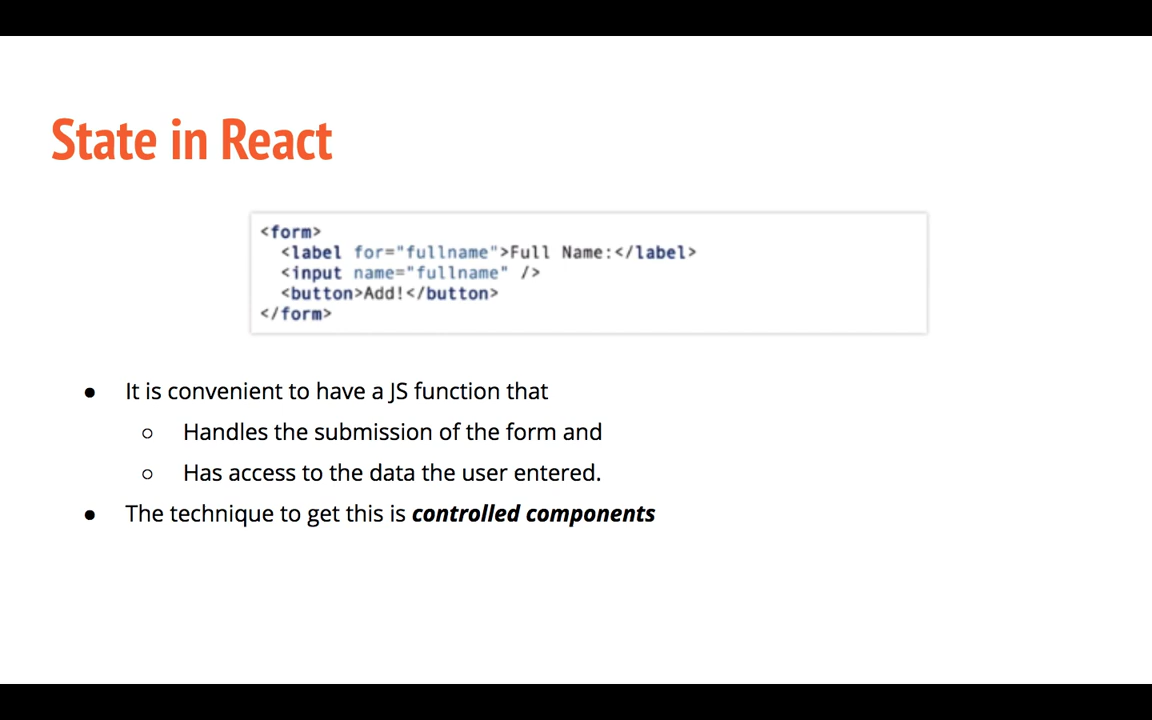 State in React
<form>
<label for="fullname">Full Name:</label>
<input name="fullname" />
<button>Add!</button>
</form>
● It is convenient to have a JS function that
○ Handles the submission of the form and
○ Has access to the data the user entered.
● The technique to get this is controlled components